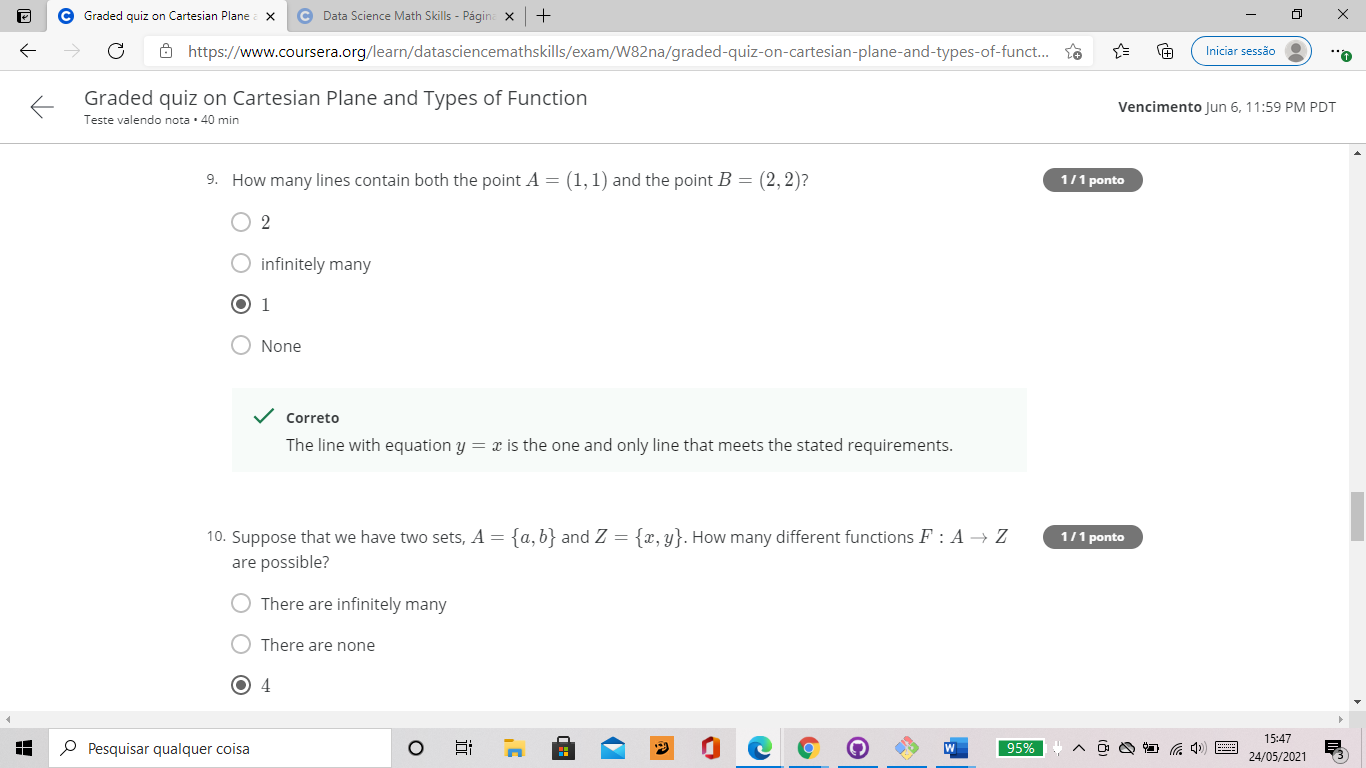 Graded quiz on Cartesian Plane a
Data Science Math Skills - Págin
https://www.coursera.org/learn/datasciencemathskills/exam/W82na/graded-quiz-on-cartesian-plane-and-types-of-funct...
Iniciar sessão
Graded quiz on Cartesian Plane and Types of Function
Teste valendo nota • 40 min
Vencimento Jun 6, 11:59 PM PDT
9. How many lines contain both the point A = (1, 1) and the point B = (2, 2)?
1 / 1 ponto
2
infinitely many
1
None
Correto
The line with equation y = x is the one and only line that meets the stated requirements.
10. Suppose that we have two sets, A = {a, b} and Z = {x, y}. How many different functions F : A → Z
are possible?
1 / 1 ponto
There are infinitely many
There are none
4
Pesquisar qualquer coisa
95%
15:47
24/05/2021
3